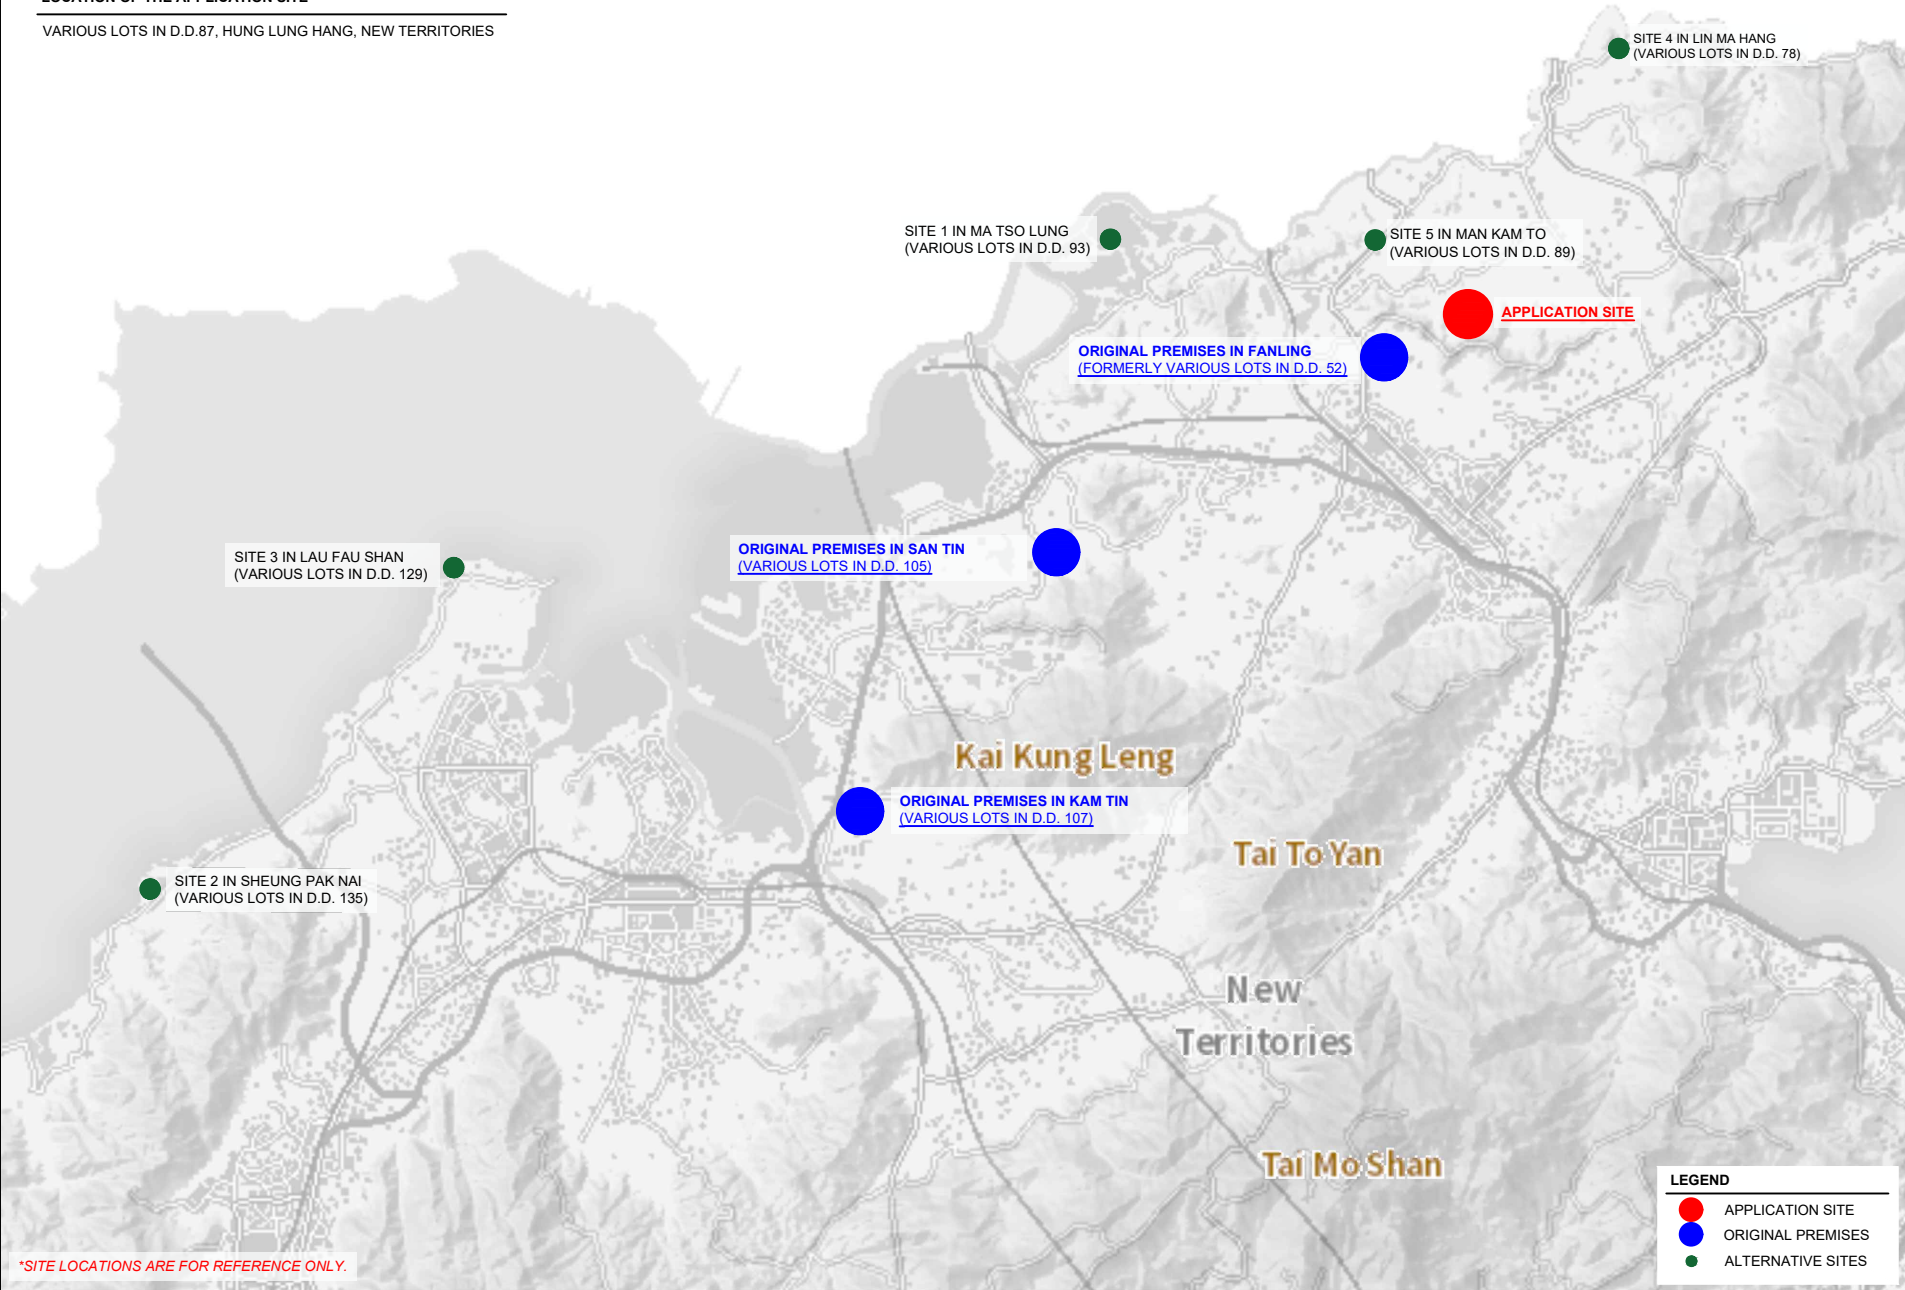 LOCATION OF THE APPLICATION SITE
VARIOUS LOTS IN D.D.87, HUNG LUNG HANG, NEW TERRITORIES
SITE 4 IN LIN MA HANG
(VARIOUS LOTS IN D.D. 78)
SITE 1 IN MA TSO LUNG
(VARIOUS LOTS IN D.D. 93)
SITE 5 IN MAN KAM TO
(VARIOUS LOTS IN D.D. 89)
APPLICATION SITE
ORIGINAL PREMISES IN FANLING
(FORMERLY VARIOUS LOTS IN D.D. 52)
ORIGINAL PREMISES IN SAN TIN
(VARIOUS LOTS IN D.D. 105)
SITE 3 IN LAU FAU SHAN
(VARIOUS LOTS IN D.D. 129)
Kai Kung Leng
ORIGINAL PREMISES IN KAM TIN
(VARIOUS LOTS IN D.D. 107)
Tai To Yan
SITE 2 IN SHEUNG PAK NAI
(VARIOUS LOTS IN D.D. 135)
New
Territories
Tai Mo Shan
LEGEND
APPLICATION SITE
ORIGINAL PREMISES
ALTERNATIVE SITES
*SITE LOCATIONS ARE FOR REFERENCE ONLY.